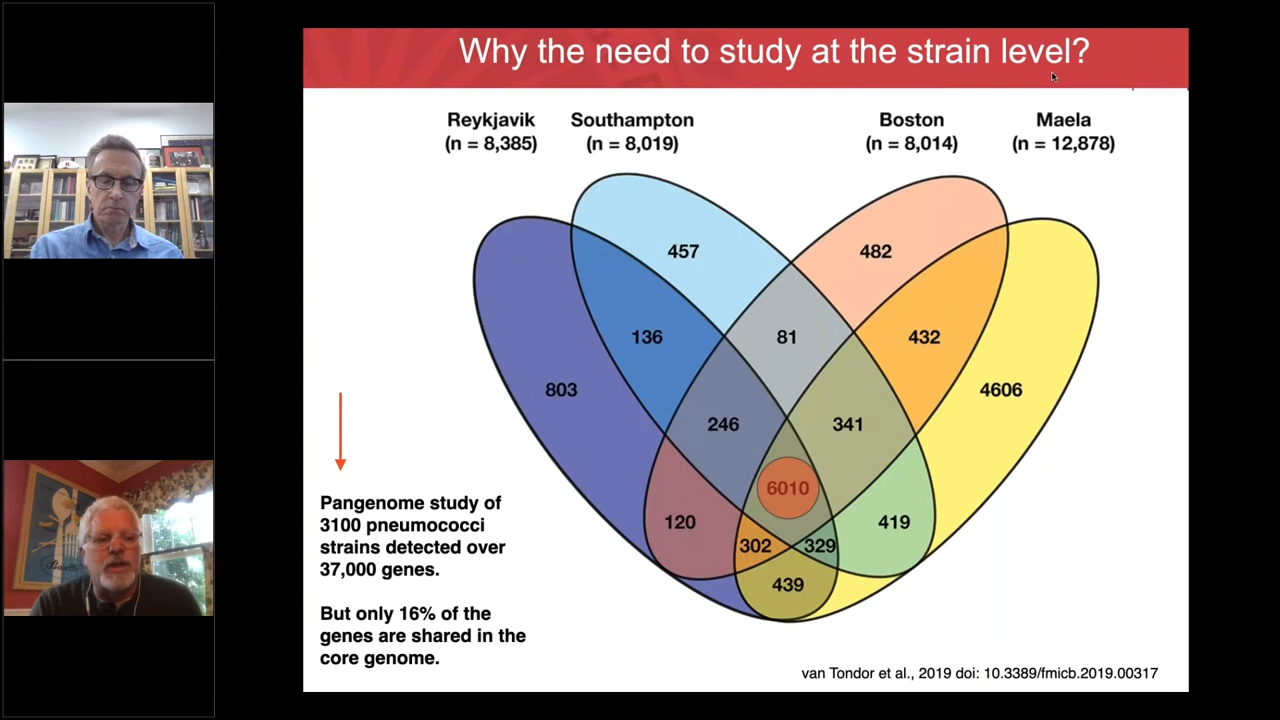 Why the need to study at the strain level?
Reykjavik
(n = 8,385)
Southampton
(n = 8,019)
Boston
(n = 8,014)
Maela
(n = 12,878)
457
482
136
81
432
803
4606
246
341
6010
120
419
302
329
439
Pangenome study of
3100 pneumococci
strains detected over
37,000 genes.
But only 16% of the
genes are shared in the
core genome.
van Tondor et al., 2019 doi: 10.3389/fmicb.2019.00317